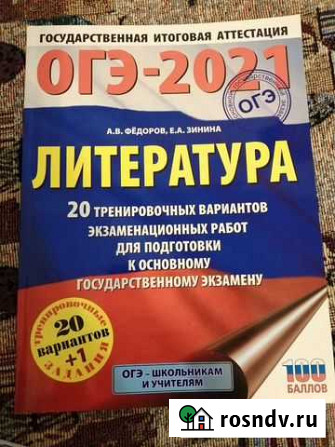 ГОСУДАРСТВЕННАЯ ИТОГОВАЯ АТТЕСТАЦИЯ
ОГЭ-2021
ОГЭ
А.В. ФЁДОРОВ, Е.А. ЗИНИНА
ЛИТЕРАТУРА
20 ТРЕНИРОВОЧНЫХ ВАРИАНТОВ
ЭКЗАМЕНАЦИОННЫХ РАБОТ
ДЛЯ ПОДГОТОВКИ
К ОСНОВНОМУ
ГОСУДАРСТВЕННОМУ ЭКЗАМЕНУ
тренировочные
20
вариантов
+1
ЗАДАНИЯ
ОГЭ - ШКОЛЬНИКАМ
И УЧИТЕЛЯМ
100
БАЛЛОВ
rosndv.ru